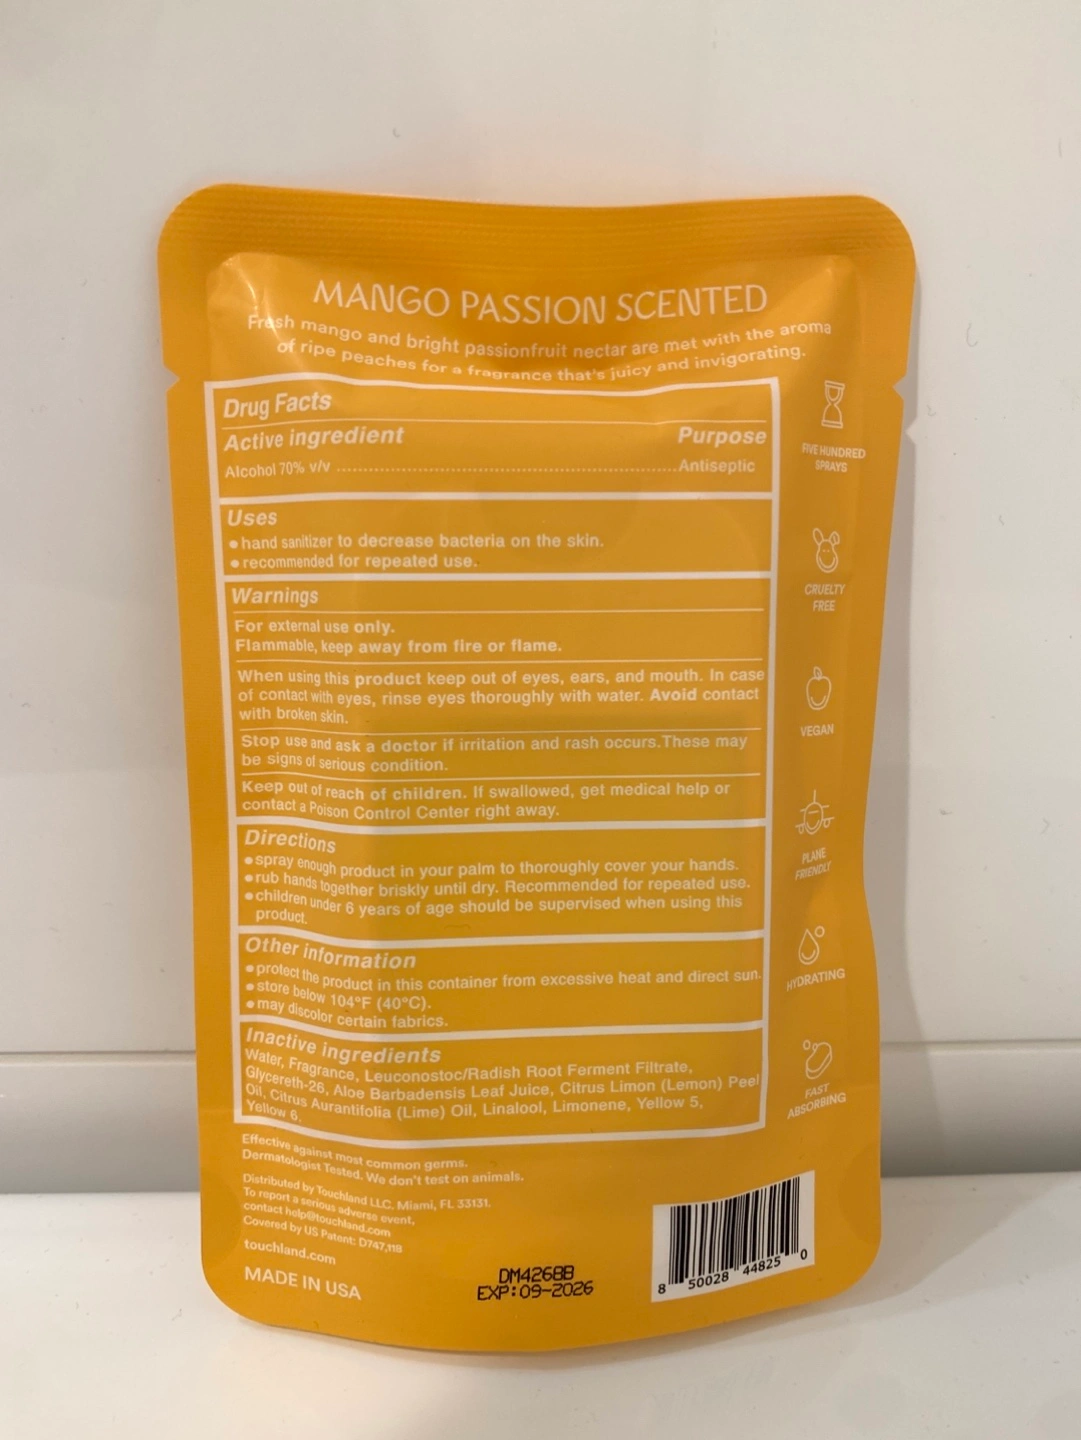 MANGO PASSION SCENTED
Fresh mango and bright passionfruit nectar are met with the aroma
of ripe peaches for a fragrance that's juicy and invigorating.
Drug Facts
Active ingredient Purpose
Alcohol 70% v/v ........................................................................Antiseptic
Uses
• hand sanitizer to decrease bacteria on the skin.
• recommended for repeated use.
Warnings
For external use only.
Flammable, keep away from fire or flame.
When using this product keep out of eyes, ears, and mouth. In case
of contact with eyes, rinse eyes thoroughly with water. Avoid contact
with broken skin.
Stop use and ask a doctor if irritation and rash occurs.These may
be signs of serious condition.
Keep out of reach of children. If swallowed, get medical help or
contact a Poison Control Center right away.
Directions
• spray enough product in your palm to thoroughly cover your hands.
• rub hands together briskly until dry. Recommended for repeated use.
• children under 6 years of age should be supervised when using this
product.
Other information
• protect the product in this container from excessive heat and direct sun.
• store below 104°F (40°C).
• may discolor certain fabrics.
Inactive ingredients
Water, Fragrance, Leuconostoc/Radish Root Ferment Filtrate,
Glycereth-26, Aloe Barbadensis Leaf Juice, Citrus Limon (Lemon) Peel
Oil, Citrus Aurantifolia (Lime) Oil, Linalool, Limonene, Yellow 5,
Yellow 6.
FIVE HUNDRED
SPRAYS
CRUELTY
FREE
VEGAN
PLANE
FRIENDLY
HYDRATING
FAST
ABSORBING
Effective against most common germs.
Dermatologist Tested. We don't test on animals.
Distributed by Touchland LLC. Miami, FL 33131.
To report a serious adverse event,
contact help@touchland.com
Covered by US Patent: D747,118
touchland.com
MADE IN USA
DM4268B
EXP:09-2026
8 50028 44825 0